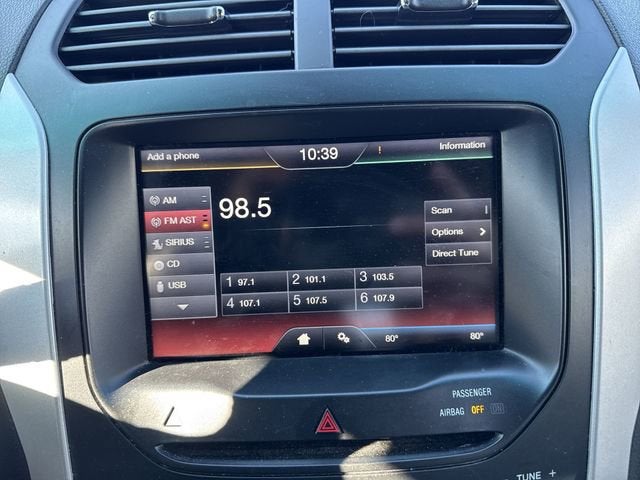 Add a phone 10:39 ! Information
AM
FM AST
SIRIUS
CD
USB
98.5
Scan
Options
Direct Tune
1 97.1 2 101.1 3 103.5
4 107.1 5 107.5 6 107.9
80° 80°
PASSENGER
AIRBAG OFF ON
TUNE +